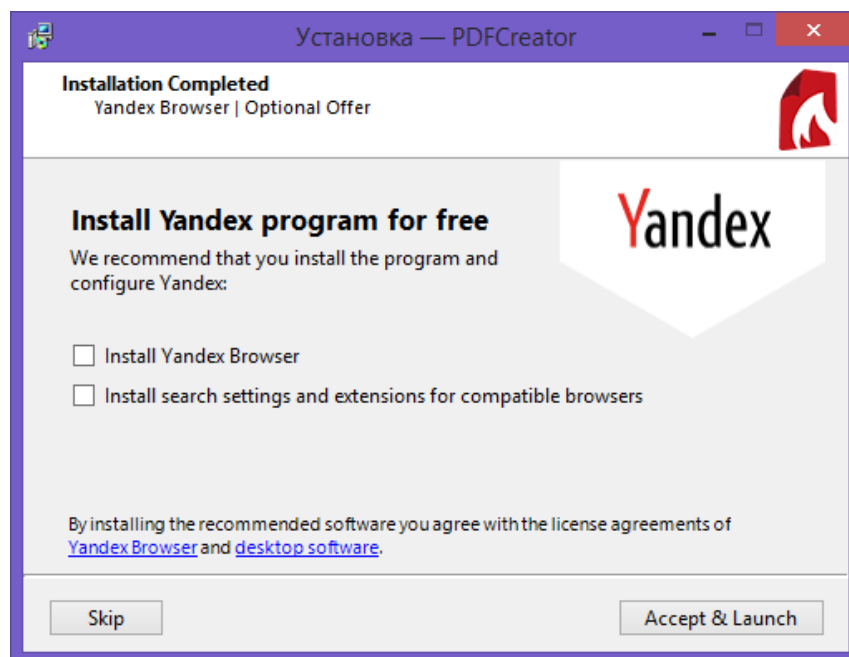 Установка — PDFCreator
Installation Completed
Yandex Browser | Optional Offer
Yandex
Install Yandex program for free
We recommend that you install the program and
configure Yandex:
Install Yandex Browser
Install search settings and extensions for compatible browsers
By installing the recommended software you agree with the license agreements of
Yandex Browser and desktop software.
Skip
Accept & Launch